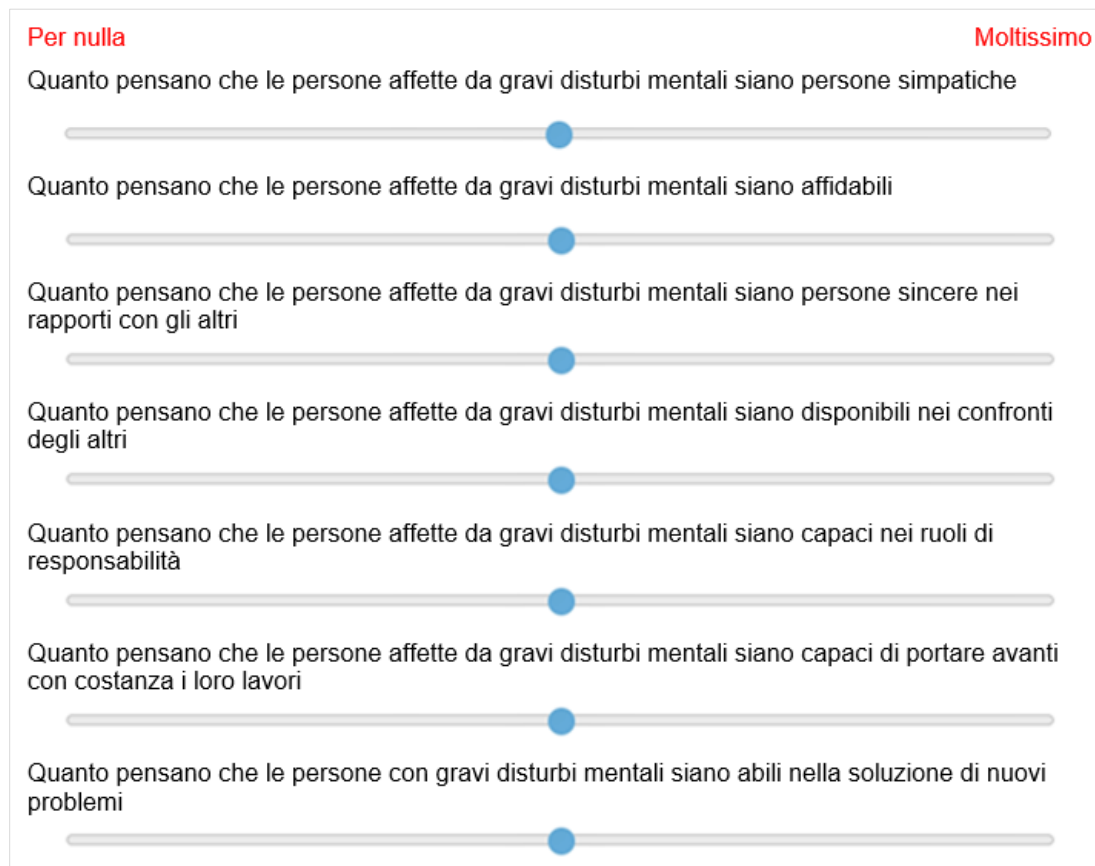 Per nulla Moltissimo
Quanto pensano che le persone affette da gravi disturbi mentali siano persone simpatiche
Quanto pensano che le persone affette da gravi disturbi mentali siano affidabili
Quanto pensano che le persone affette da gravi disturbi mentali siano persone sincere nei
rapporti con gli altri
Quanto pensano che le persone affette da gravi disturbi mentali siano disponibili nei confronti
degli altri
Quanto pensano che le persone affette da gravi disturbi mentali siano capaci nei ruoli di
responsabilità
Quanto pensano che le persone affette da gravi disturbi mentali siano capaci di portare avanti
con costanza i loro lavori
Quanto pensano che le persone con gravi disturbi mentali siano abili nella soluzione di nuovi
problemi